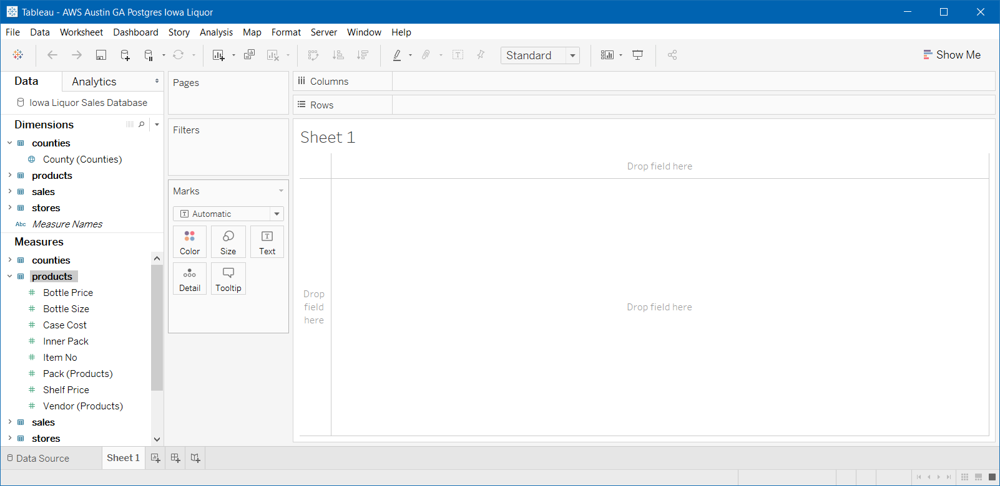 Tableau - AWS Austin GA Postgres Iowa Liquor
File Data Worksheet Dashboard Story Analysis Map Format Server Window Help
Standard
Show Me
Data
Analytics
Iowa Liquor Sales Database
Dimensions
counties
County (Counties)
products
sales
stores
Abc Measure Names
Measures
counties
products
Bottle Price
Bottle Size
Case Cost
Inner Pack
Item No
Pack (Products)
Shelf Price
Vendor (Products)
sales
stores
Pages
Filters
Marks
T Automatic
Color
Size
T
Text
Detail
Tooltip
Columns
Rows
Sheet 1
Drop field here
Drop
field
here
Drop field here
Data Source
Sheet 1